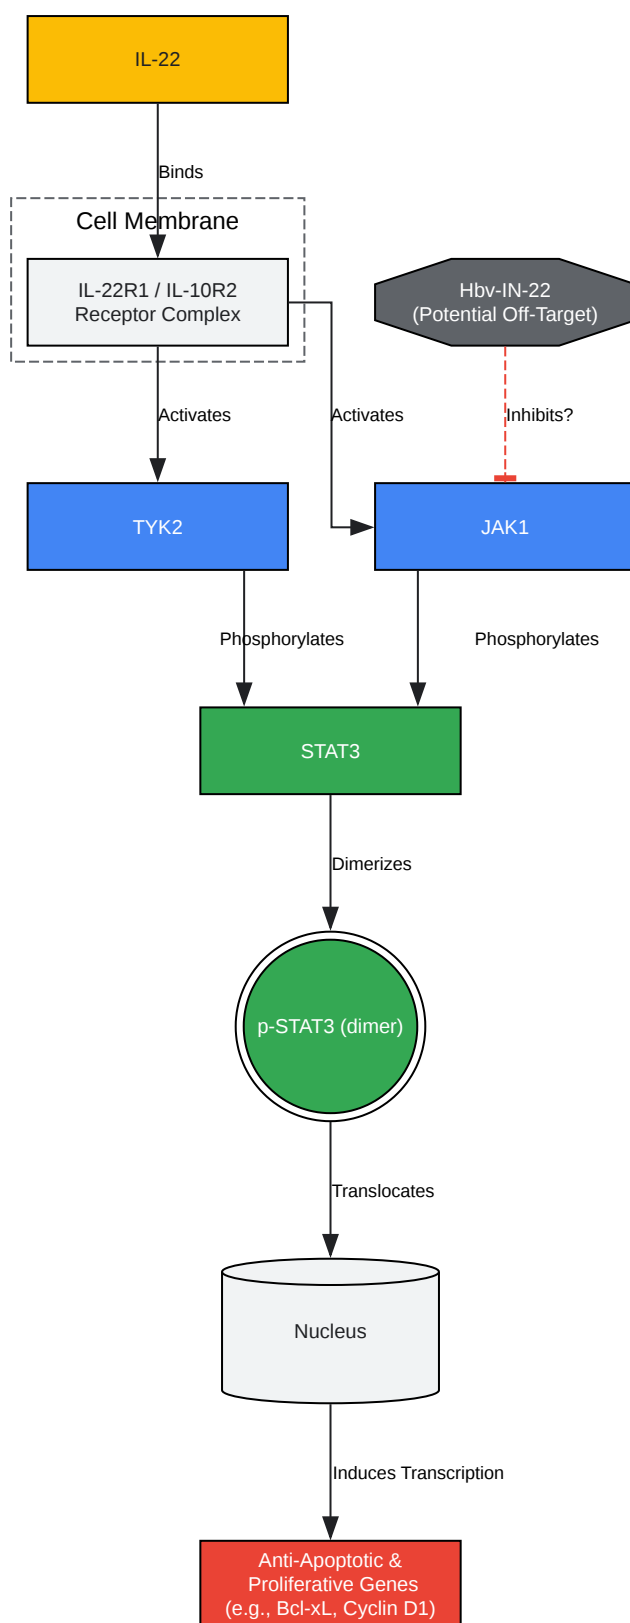 IL-22
Binds
Cell Membrane
IL-22R1 / IL-10R2
Receptor Complex
Hbv-IN-22
(Potential Off-Target)
Activates
Activates
Inhibits?
TYK2
JAK1
Phosphorylates
Phosphorylates
STAT3
Dimerizes
p-STAT3 (dimer)
Translocates
Nucleus
Induces Transcription
Anti-Apoptotic &
Proliferative Genes
(e.g., Bcl-xL, Cyclin D1)